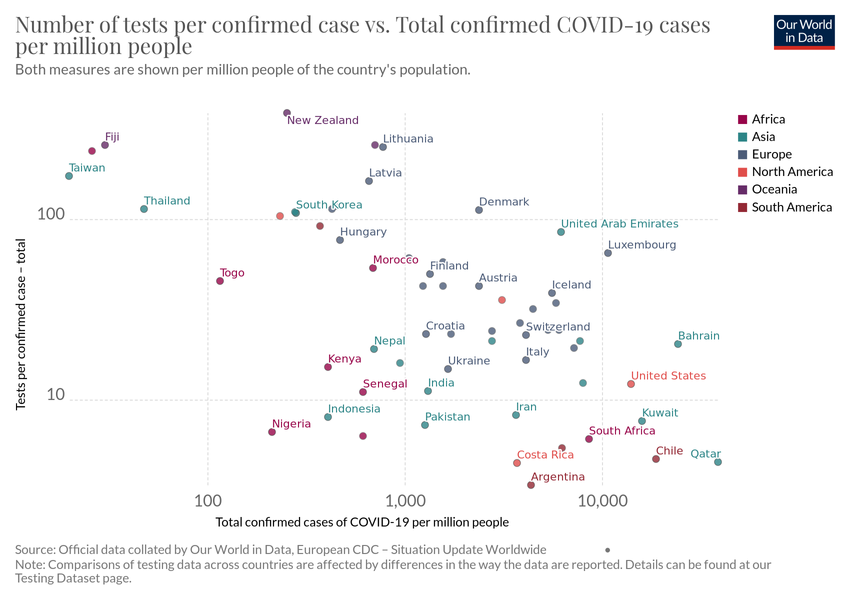 Number of tests per confirmed case vs. Total confirmed COVID-19 cases
per million people
Both measures are shown per million people of the country's population.
Our World
in Data
New Zealand
Fiji
Lithuania
Taiwan
Latvia
Thailand
South Korea
Denmark
100
United Arab Emirates
Hungary
Luxembourg
Morocco
Finland
Togo
Austria
Iceland
Croatia
Switzerland
Nepal
Bahrain
Italy
Kenya
Ukraine
United States
Senegal
India
10
Indonesia
Iran
Pakistan
Kuwait
Nigeria
South Africa
Costa Rica
Chile
Qatar
Argentina
Tests per confirmed case – total
100
1,000
10,000
Total confirmed cases of COVID-19 per million people
Africa
Asia
Europe
North America
Oceania
South America
Source: Official data collated by Our World in Data, European CDC – Situation Update Worldwide
Note: Comparisons of testing data across countries are affected by differences in the way the data are reported. Details can be found at our
Testing Dataset page.